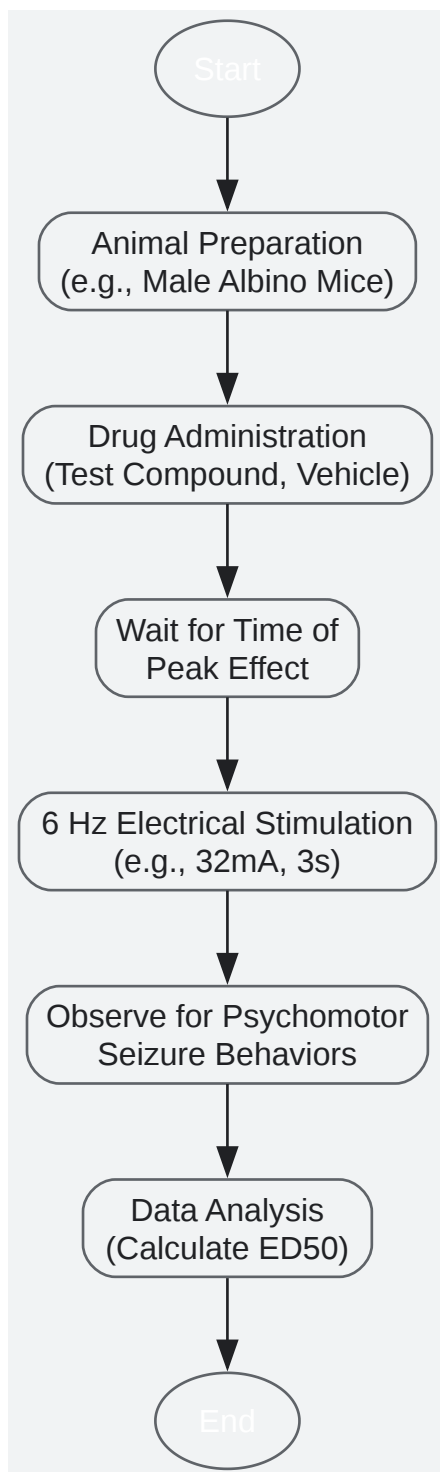 Start
Animal Preparation
(e.g., Male Albino Mice)
Drug Administration
(Test Compound, Vehicle)
Wait for Time of
Peak Effect
6 Hz Electrical Stimulation
(e.g., 32mA, 3s)
Observe for Psychomotor
Seizure Behaviors
Data Analysis
(Calculate ED50)
End